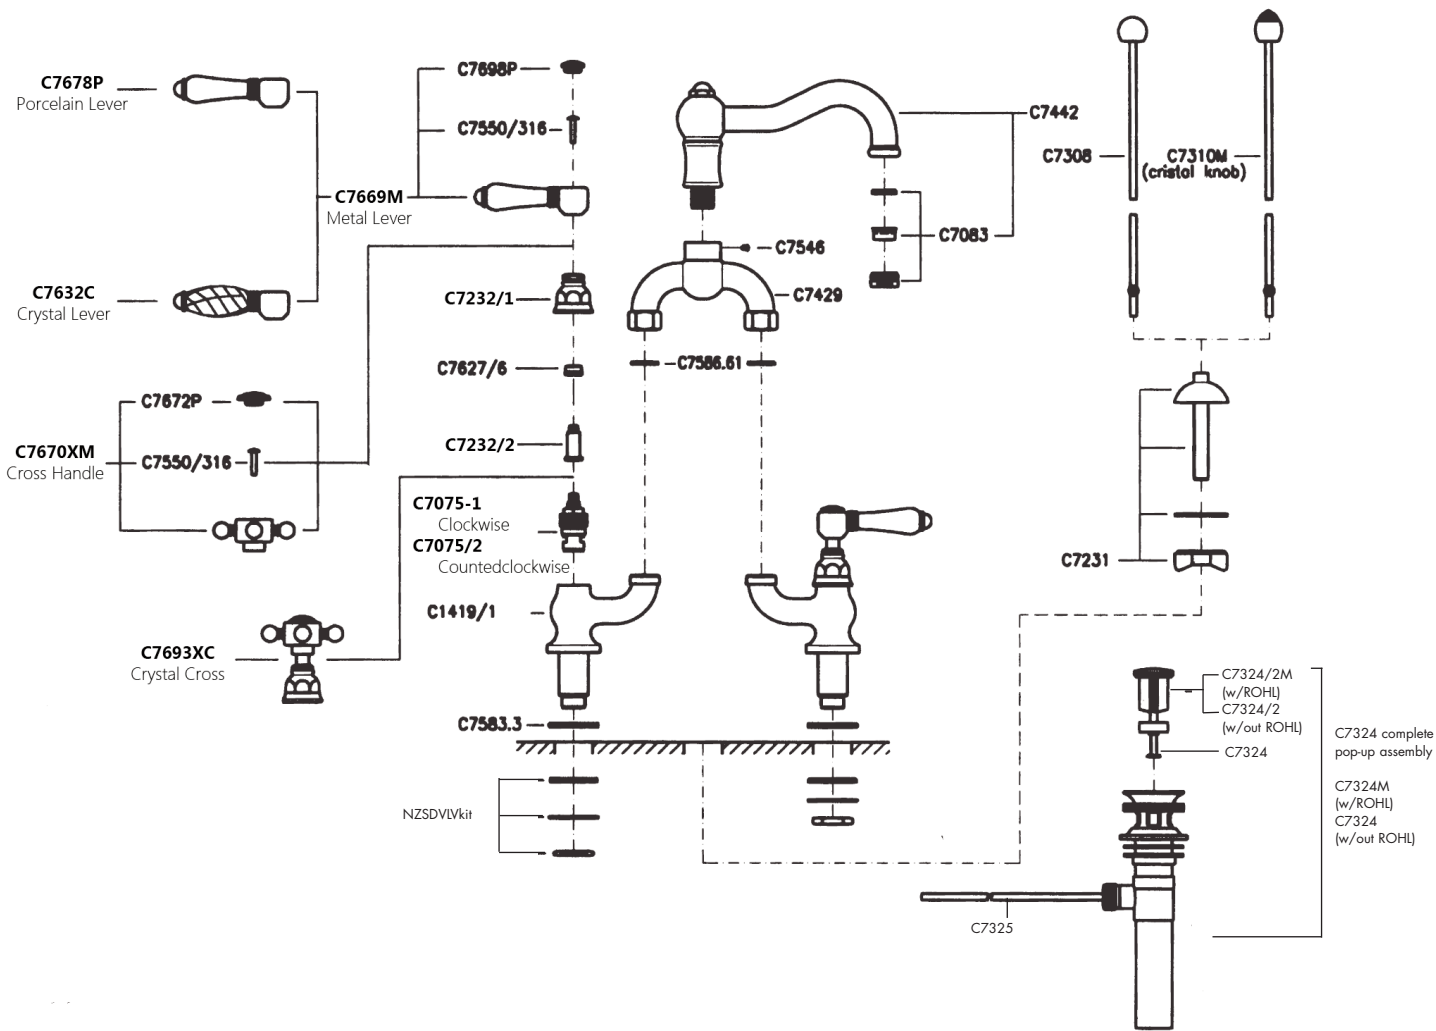 C7678P
Porcelain Lever
C7698P
C7550/316
C7669M
Metal Lever
C7632C
Crystal Lever
C7672P
C7670XM
Cross Handle
C7550/316
C7693XC
Crystal Cross
C7232/1
C7627/6
C7232/2
C7075-1
Clockwise
C7075/2
Countedclockwise
C1419/1
C7583.3
NZSDVLVkit
C7442
C7083
C7546
C7429
C7586.61
C7308
C7310M
(cristal knob)
C7231
C7324/2M
(w/ROHL)
C7324/2
(w/out ROHL)
C7324
C7324 complete
pop-up assembly
C7324M
(w/ROHL)
C7324
(w/out ROHL)
C7325